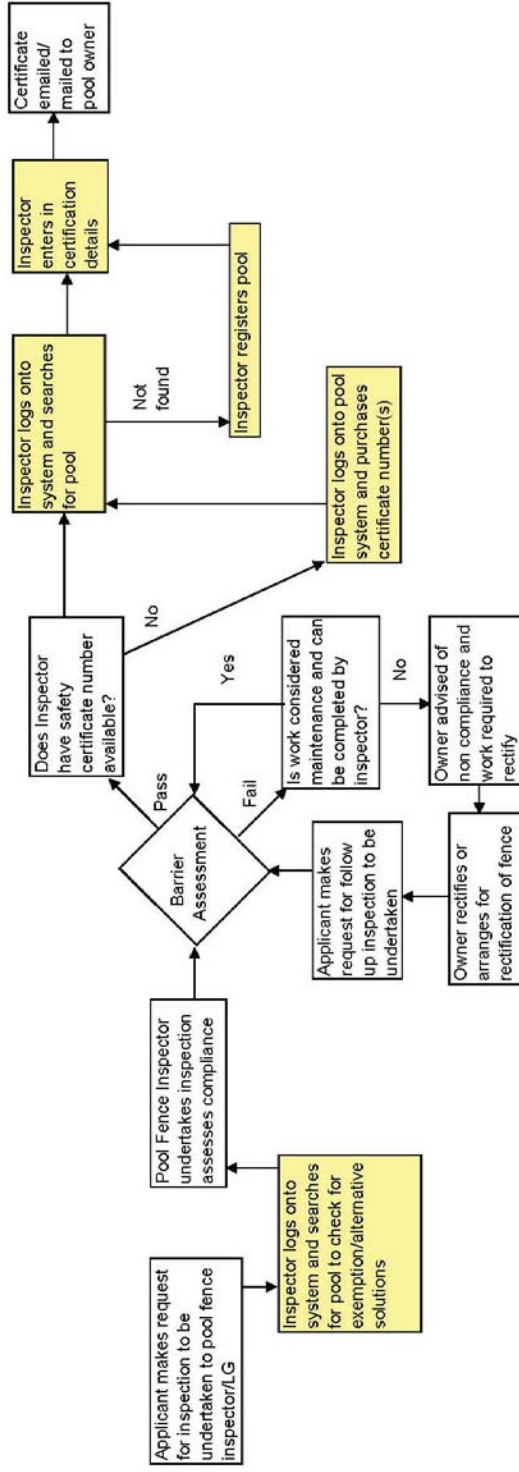 Applicant makes request
for inspection to be
undertaken to pool fence
inspector/LG
Inspector logs onto
system and searches
for pool to check for
exemption/alternative
solutions
Pool Fence Inspector
undertakes inspection
assesses compliance
Barrier
Assessment
Pass
Fail
Does Inspector
have safety
certificate number
available?
No
Inspector logs onto pool
system and purchases
certificate number(s)
Inspector logs onto
system and searches
for pool
Not
found
Inspector registers pool
Inspector
enters in
certification
details
Certificate
emailed/
mailed to
pool owner
Is work considered
maintenance and can
be completed by
inspector?
Yes
No
Owner advised of
non compliance and
work required to
rectify
Owner rectifies or
arranges for
rectification of fence
Applicant makes
request for follow
up inspection to be
undertaken